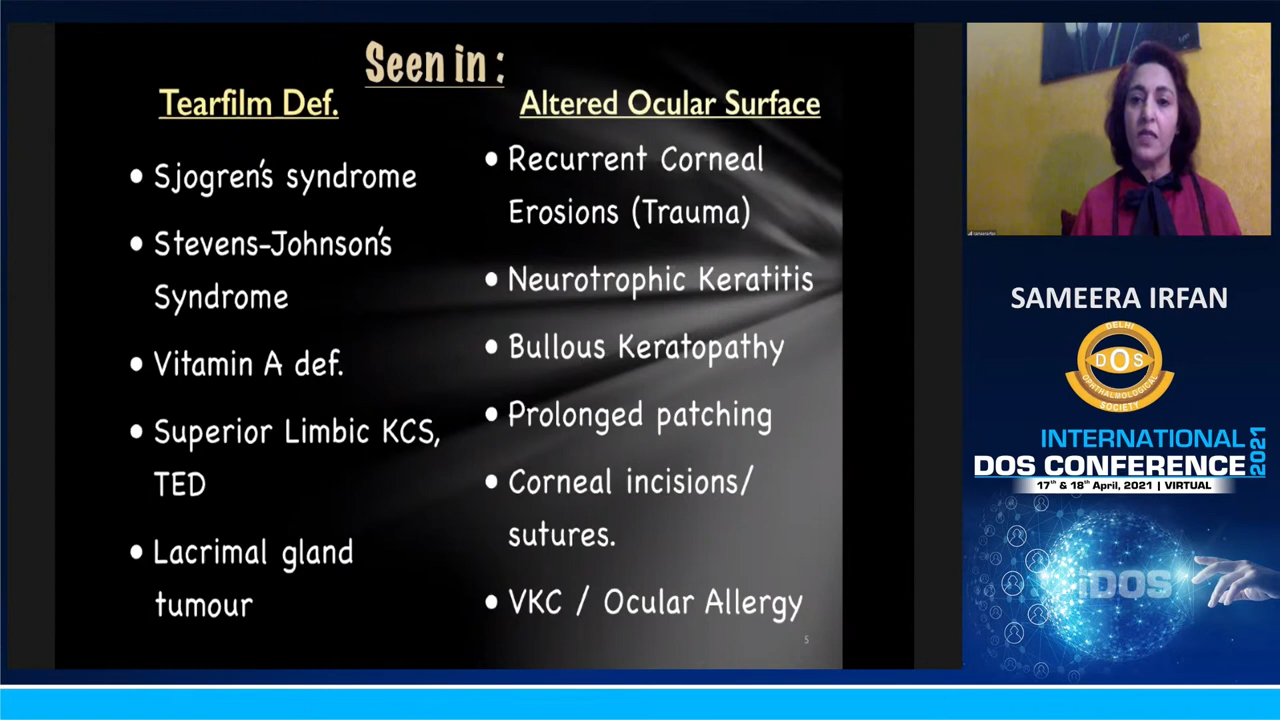 Seen in :
Tearfilm Def.
• Sjogren's syndrome
• Stevens-Johnson's
Syndrome
• Vitamin A def.
• Superior Limbic KCS,
TED
• Lacrimal gland
tumour
Altered Ocular Surface
• Recurrent Corneal
Erosions (Trauma)
• Neurotrophic Keratitis
• Bullous Keratopathy
• Prolonged patching
• Corneal incisions/
sutures.
• VKC / Ocular Allergy
5
SAMEERA IRFAN
DELHI
DOS
OPHTHALMOLOGICAL
SOCIETY
INTERNATIONAL
DOS CONFERENCE
2021
17th & 18th April, 2021 | VIRTUAL
iDOS